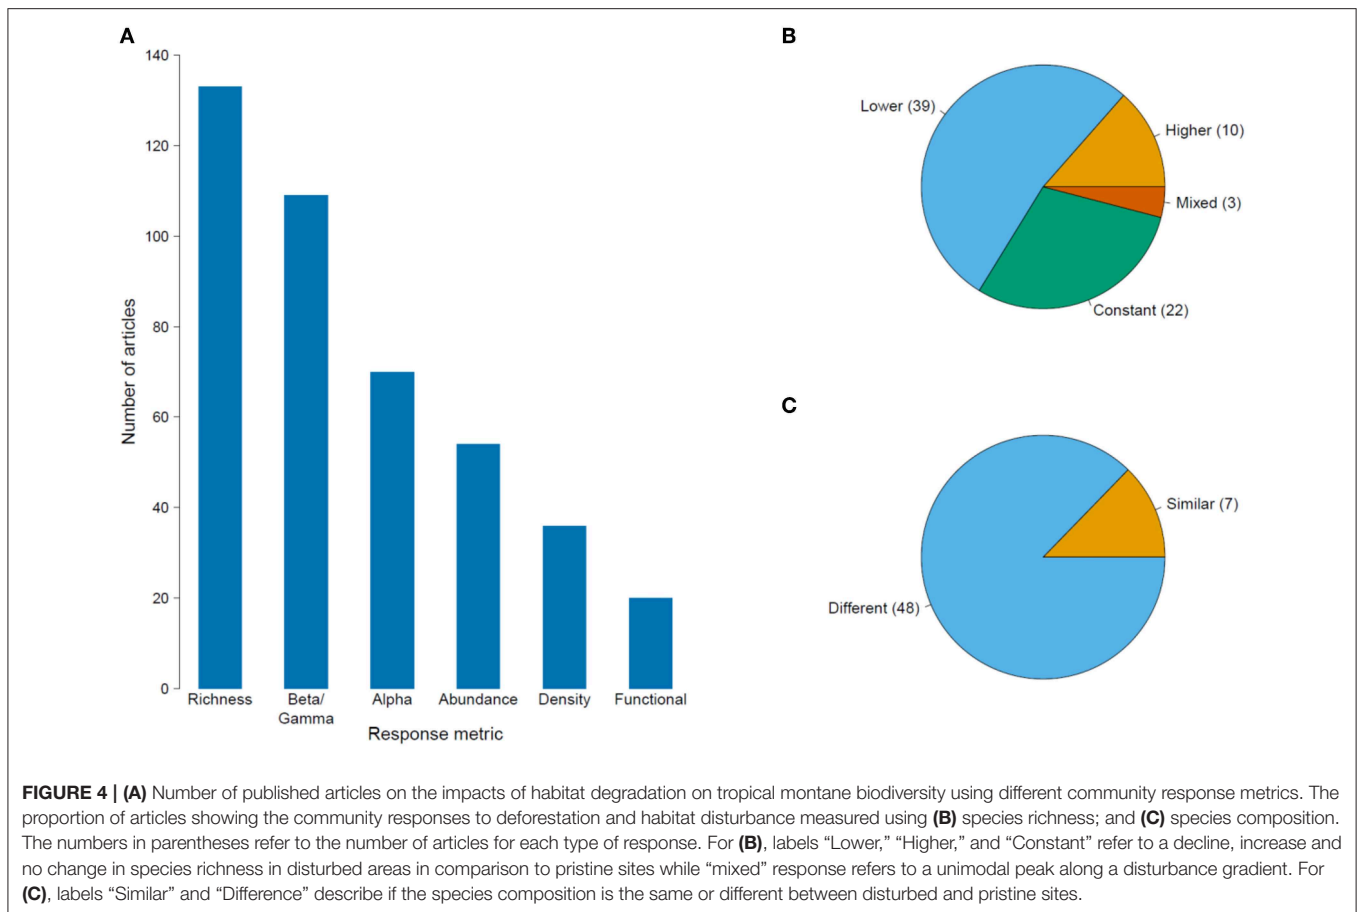 A
140
120
100
80
60
40
20
0
Number of articles
Richness
Beta/
Gamma
Alpha
Abundance
Density
Functional
Response metric
B
Lower (39)
Higher (10)
Mixed (3)
Constant (22)
C
Similar (7)
Different (48)
FIGURE 4 | (A) Number of published articles on the impacts of habitat degradation on tropical montane biodiversity using different community response metrics. The
proportion of articles showing the community responses to deforestation and habitat disturbance measured using (B) species richness; and (C) species composition.
The numbers in parentheses refer to the number of articles for each type of response. For (B), labels “Lower,” “Higher,” and “Constant” refer to a decline, increase and
no change in species richness in disturbed areas in comparison to pristine sites while “mixed” response refers to a unimodal peak along a disturbance gradient. For
(C), labels “Similar” and “Difference” describe if the species composition is the same or different between disturbed and pristine sites.